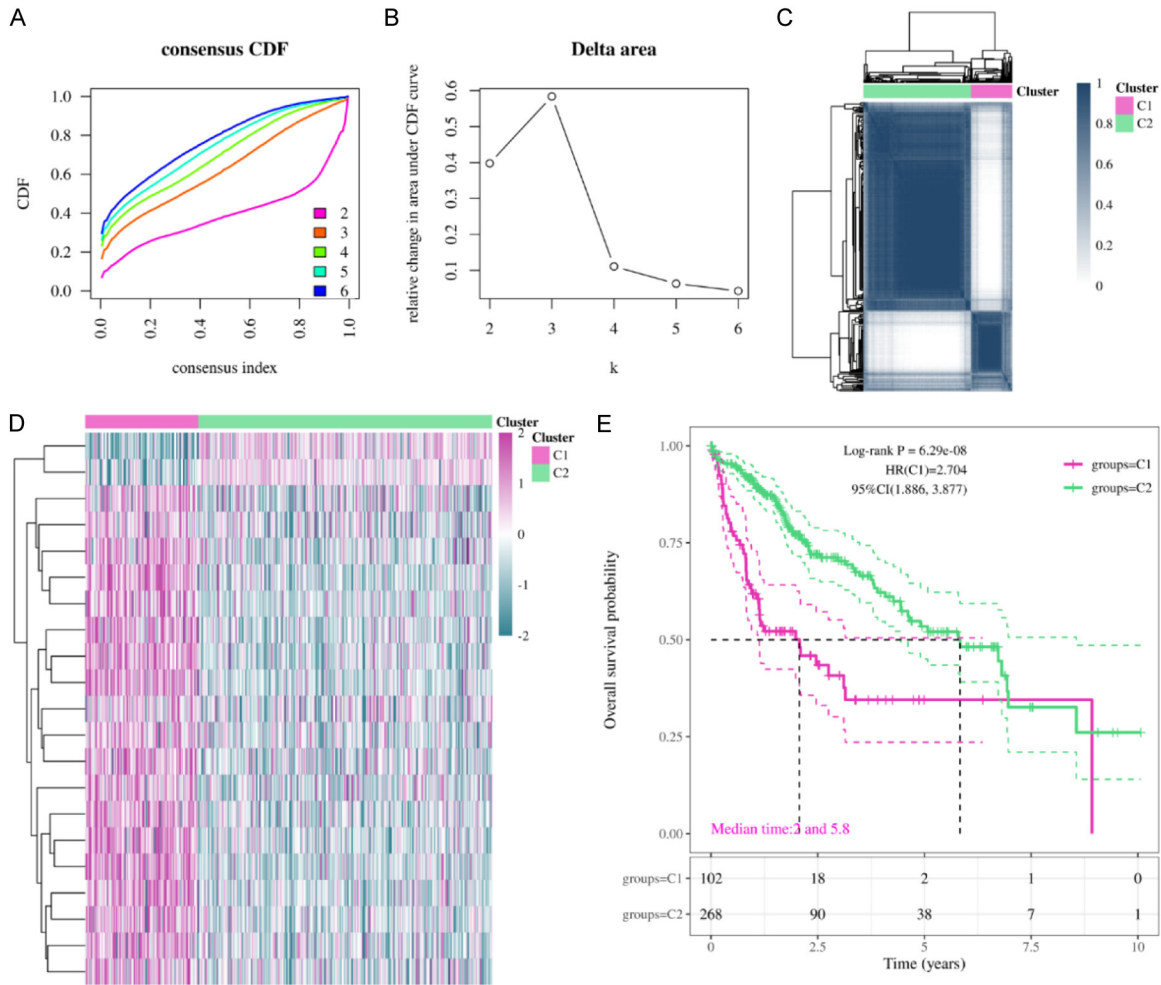 A
consensus CDF
CDF
1.0
0.8
0.6
0.4
0.2
0.0
2
3
4
5
6
0.0
0.2
0.4
0.6
0.8
1.0
consensus index
B
Delta area
relative change in area under CDF curve
0.6
0.5
0.4
0.3
0.2
0.1
2
3
4
5
6
k
C
Cluster
1
0.8
0.6
0.4
0.2
0
Cluster
C1
C2
D
Cluster
2
1
0
-1
-2
Cluster
C1
C2
E
Overall survival probability
1.00
0.75
0.50
0.25
0.00
Log-rank P = 6.29e-08
HR(C1)=2.704
95%CI(1.886, 3.877)
groups=C1
groups=C2
Median time:2 and 5.8
groups=C1 102 18 2 1 0
groups=C2 268 90 38 7 1
0 2.5 5 7.5 10
Time (years)